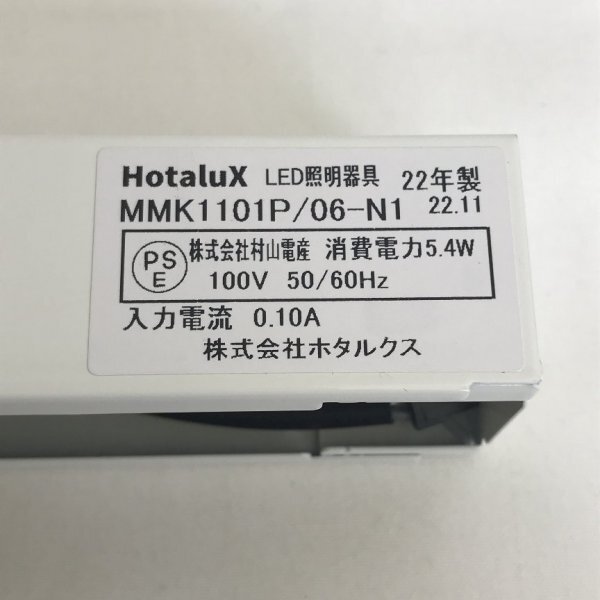 HotaluX LED照明器具 22年製
MMK1101P/06-N1 22.11
PS E 株式会社村山電産 消費電力5.4W
100V 50/60Hz
入力電流 0.10A
株式会社ホタルクス